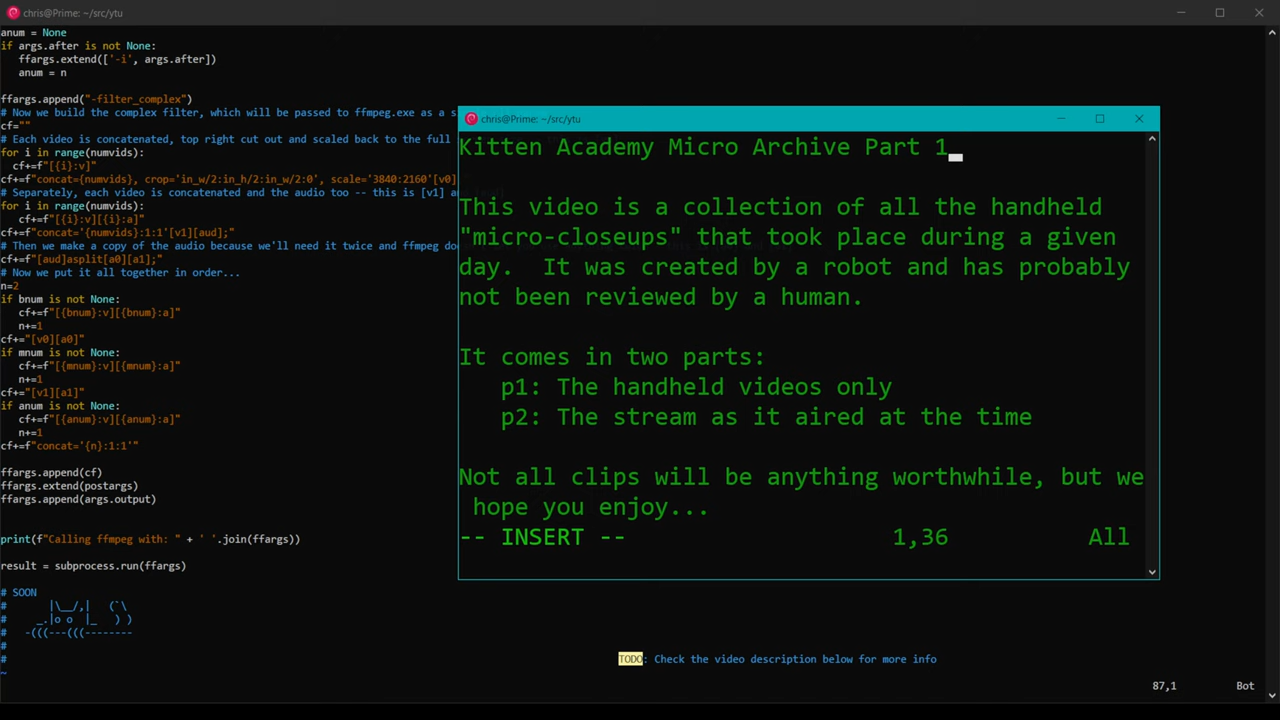 chris@Prime: ~/src/ytu
anum = None
if args.after is not None:
  ffargs.extend(['-i', args.after])
  anum = n

ffargs.append("-filter_complex")
# Now we build the complex filter, which will be passed to ffmpeg.exe as a s
cf=""
# Each video is concatenated, top right cut out and scaled back to the full
for i in range(numvids):
  cf+=f"[{i}:v]"
cf+=f"concat={numvids}, crop='in_w/2:in_h/2:in_w/2:0', scale='3840:2160'[v0]
# Separately, each video is concatenated and the audio too -- this is [v1] a
for i in range(numvids):
  cf+=f"[{i}:v][{i}:a]"
cf+=f"concat='{numvids}:1:1'[v1][aud];"
# Then we make a copy of the audio because we'll need it twice and ffmpeg do
cf+=f"[aud]asplit[a0][a1];"
# Now we put it all together in order...
n=2
if bnum is not None:
  cf+=f"[{bnum}:v][{bnum}:a]"
  n+=1
cf+="[v0][a0]"
if mnum is not None:
  cf+=f"[{mnum}:v][{mnum}:a]"
  n+=1
cf+="[v1][a1]"
if anum is not None:
  cf+=f"[{anum}:v][{anum}:a]"
  n+=1
cf+=f"concat='{n}:1:1'"

ffargs.append(cf)
ffargs.extend(postargs)
ffargs.append(args.output)

print(f"Calling ffmpeg with: " + ' '.join(ffargs))

result = subprocess.run(ffargs)

# SOON
#      |\__/,|   (`\
#    _.|o o  |_   ) )
#  -(((---(((--------
#
#
~
chris@Prime: ~/src/ytu
Kitten Academy Micro Archive Part 1

This video is a collection of all the handheld
"micro-closeups" that took place during a given
day.  It was created by a robot and has probably
not been reviewed by a human.

It comes in two parts:
   p1: The handheld videos only
   p2: The stream as it aired at the time

Not all clips will be anything worthwhile, but we
 hope you enjoy...
-- INSERT -- 1,36 All
TODO: Check the video description below for more info
87,1 Bot